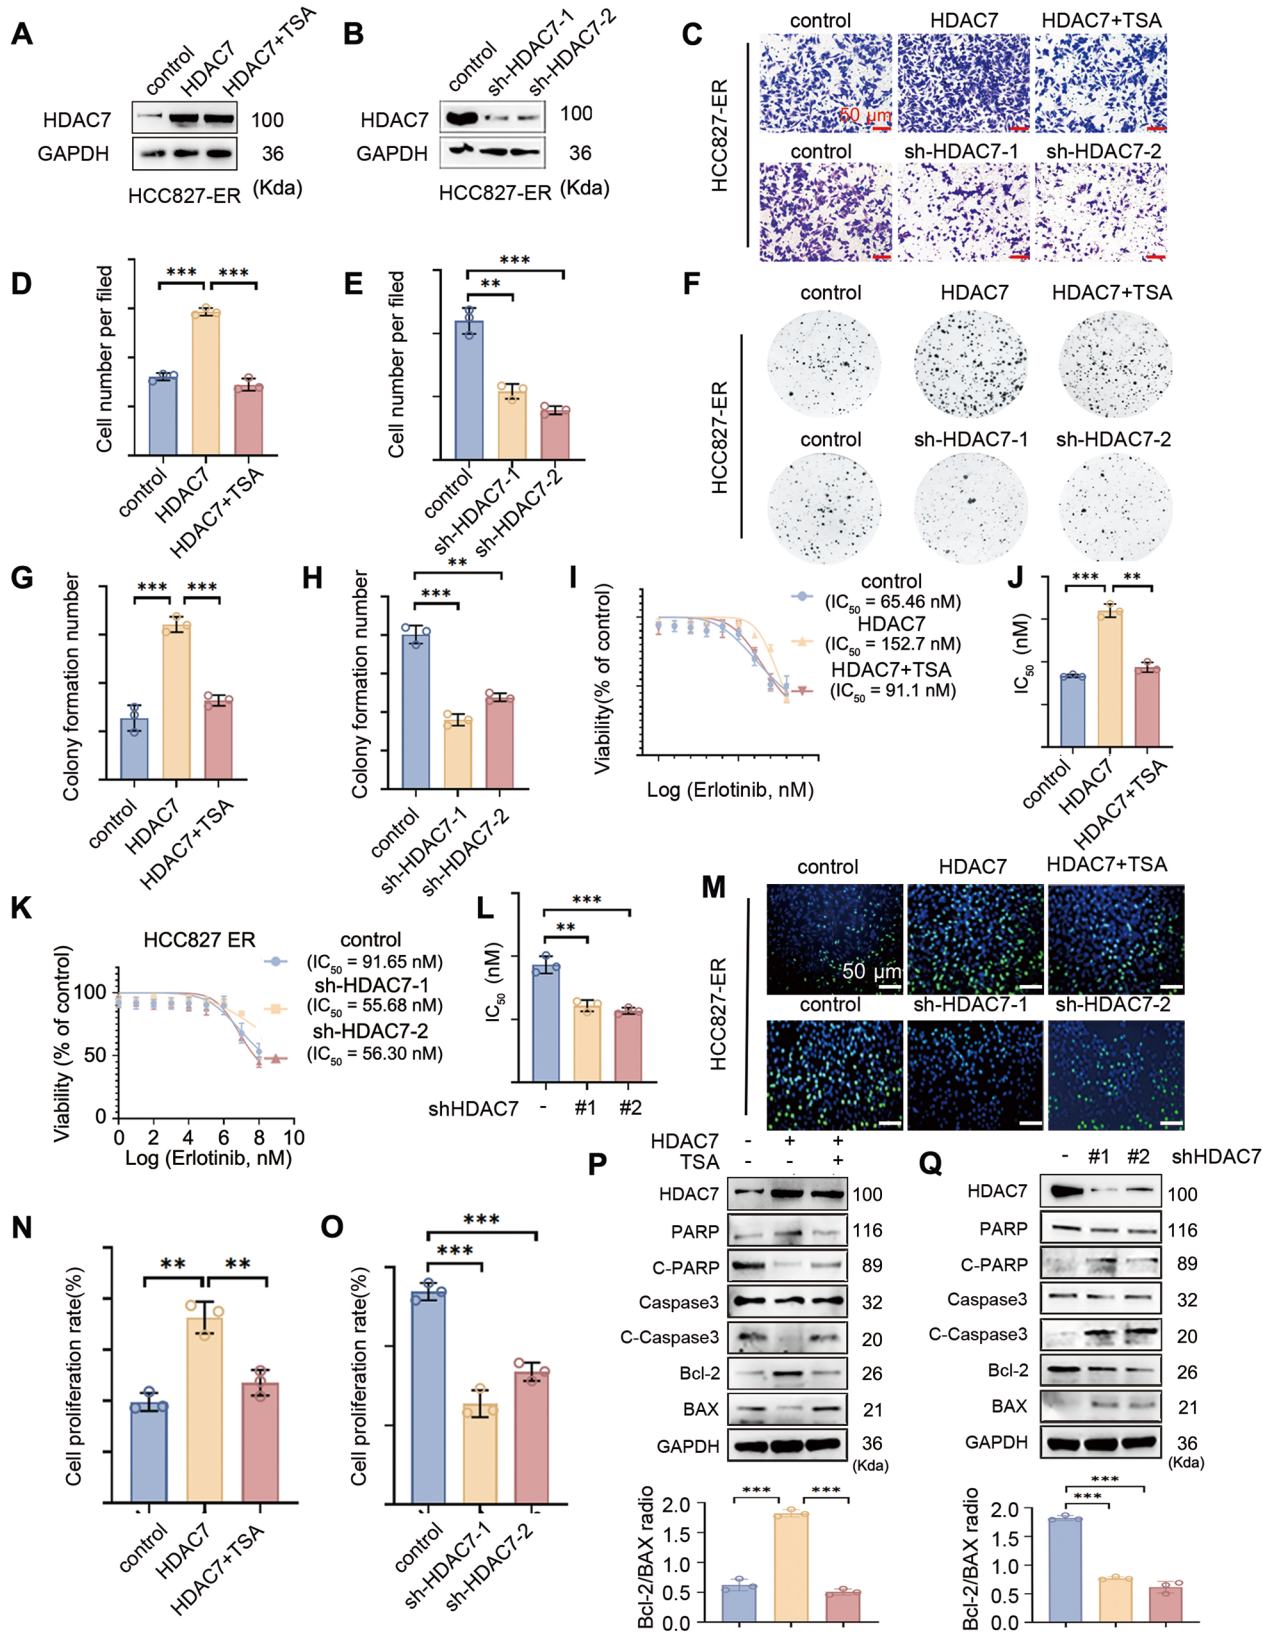 A
control
HDAC7
HDAC7+TSA
HDAC7 100
GAPDH 36
HCC827-ER (Kda)
B
control
sh-HDAC7-1
sh-HDAC7-2
HDAC7 100
GAPDH 36
HCC827-ER (Kda)
C
control HDAC7 HDAC7+TSA
HCC827-ER
50 μm
control sh-HDAC7-1 sh-HDAC7-2
D
Cell number per filed
*** ***
control
HDAC7
HDAC7+TSA
E
Cell number per filed
***
**
control
sh-HDAC7-1
sh-HDAC7-2
F
control HDAC7 HDAC7+TSA
HCC827-ER
control sh-HDAC7-1 sh-HDAC7-2
G
Colony formation number
*** ***
control
HDAC7
HDAC7+TSA
H
Colony formation number
**
***
control
sh-HDAC7-1
sh-HDAC7-2
I
Viability(% of control)
control
(IC50 = 65.46 nM)
HDAC7
(IC50 = 152.7 nM)
HDAC7+TSA
(IC50 = 91.1 nM)
Log (Erlotinib, nM)
J
IC50 (nM)
*** **
control
HDAC7
HDAC7+TSA
K
HCC827 ER
Viability (% of control)
100
50
0
0 2 4 6 8 10
Log (Erlotinib, nM)
control
(IC50 = 91.65 nM)
sh-HDAC7-1
(IC50 = 55.68 nM)
sh-HDAC7-2
(IC50 = 56.30 nM)
L
IC50 (nM)
***
**
shHDAC7 - #1 #2
M
control HDAC7 HDAC7+TSA
HCC827-ER
50 μm
control sh-HDAC7-1 sh-HDAC7-2
N
Cell proliferation rate(%)
** **
control
HDAC7
HDAC7+TSA
O
Cell proliferation rate(%)
***
***
control
sh-HDAC7-1
sh-HDAC7-2
P
HDAC7 - + +
TSA - - +
HDAC7 100
PARP 116
C-PARP 89
Caspase3 32
C-Caspase3 20
Bcl-2 26
BAX 21
GAPDH 36
(Kda)
Bcl-2/BAX radio
*** ***
2.0
1.5
1.0
0.5
0.0
Q
- #1 #2 shHDAC7
HDAC7 100
PARP 116
C-PARP 89
Caspase3 32
C-Caspase3 20
Bcl-2 26
BAX 21
GAPDH 36
(Kda)
Bcl-2/BAX radio
***
***
2.0
1.5
1.0
0.5
0.0